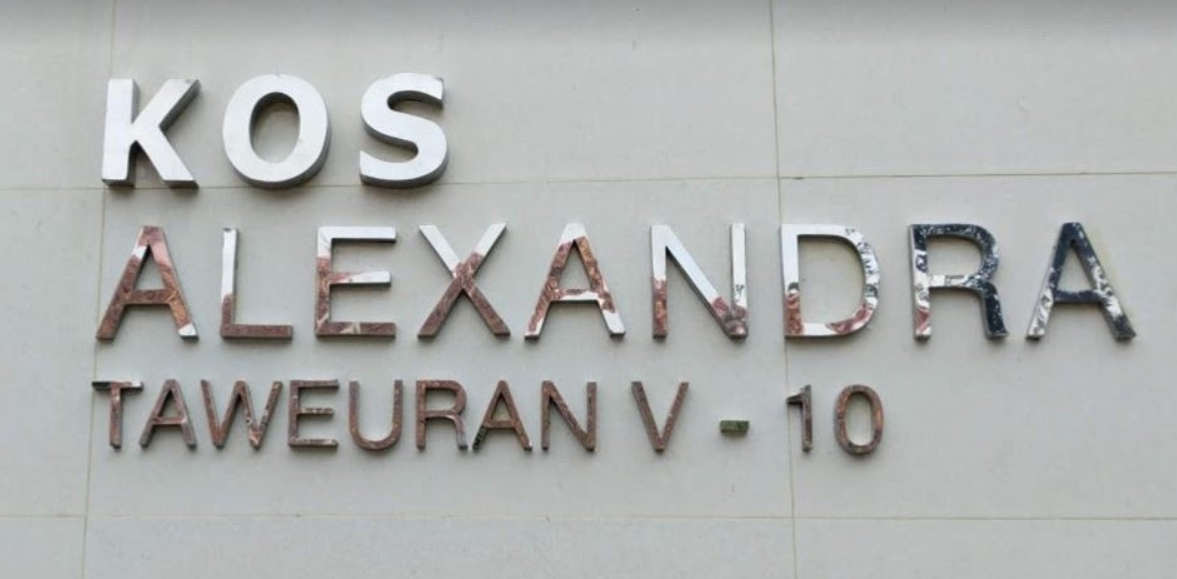 KOS
ALEXANDRA
TAWEURAN V - 10